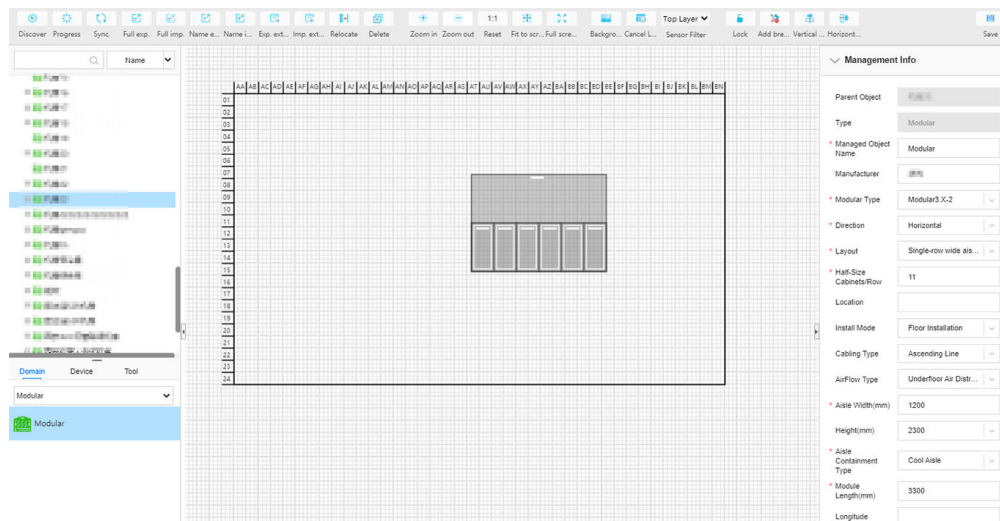 Discover Progress Sync. Full exp. Full imp. Name e... Name i... Exp. ext... Imp. ext... Relocate Delete Zoom in Zoom out 1:1 Reset Fit to scr... Full scre... Backgro... Cancel L... Top Layer Sensor Filter Lock Add bre... Vertical ... Horizont... Save
Name
AA AB AC AD AE AF AG AH AI AJ AK AL AM AN AO AP AQ AR AS AT AU AV AW AX AY AZ BA BB BC BD BE BF BG BH BI BJ BK BL BM BN
01
02
03
04
05
06
07
08
09
10
11
12
13
14
15
16
17
18
19
20
21
22
23
24
Domain Device Tool
Modular
Modular
Management Info
Parent Object
Type Modular
* Managed Object Name Modular
Manufacturer
* Modular Type Modular3.X-2
* Direction Horizontal
* Layout Single-row wide ais...
* Half-Size Cabinets/Row 11
Location
Install Mode Floor Installation
Cabling Type Ascending Line
AirFlow Type Underfloor Air Distr...
* Aisle Width(mm) 1200
Height(mm) 2300
* Aisle Containment Type Cool Aisle
* Module Length(mm) 3300
Longitude